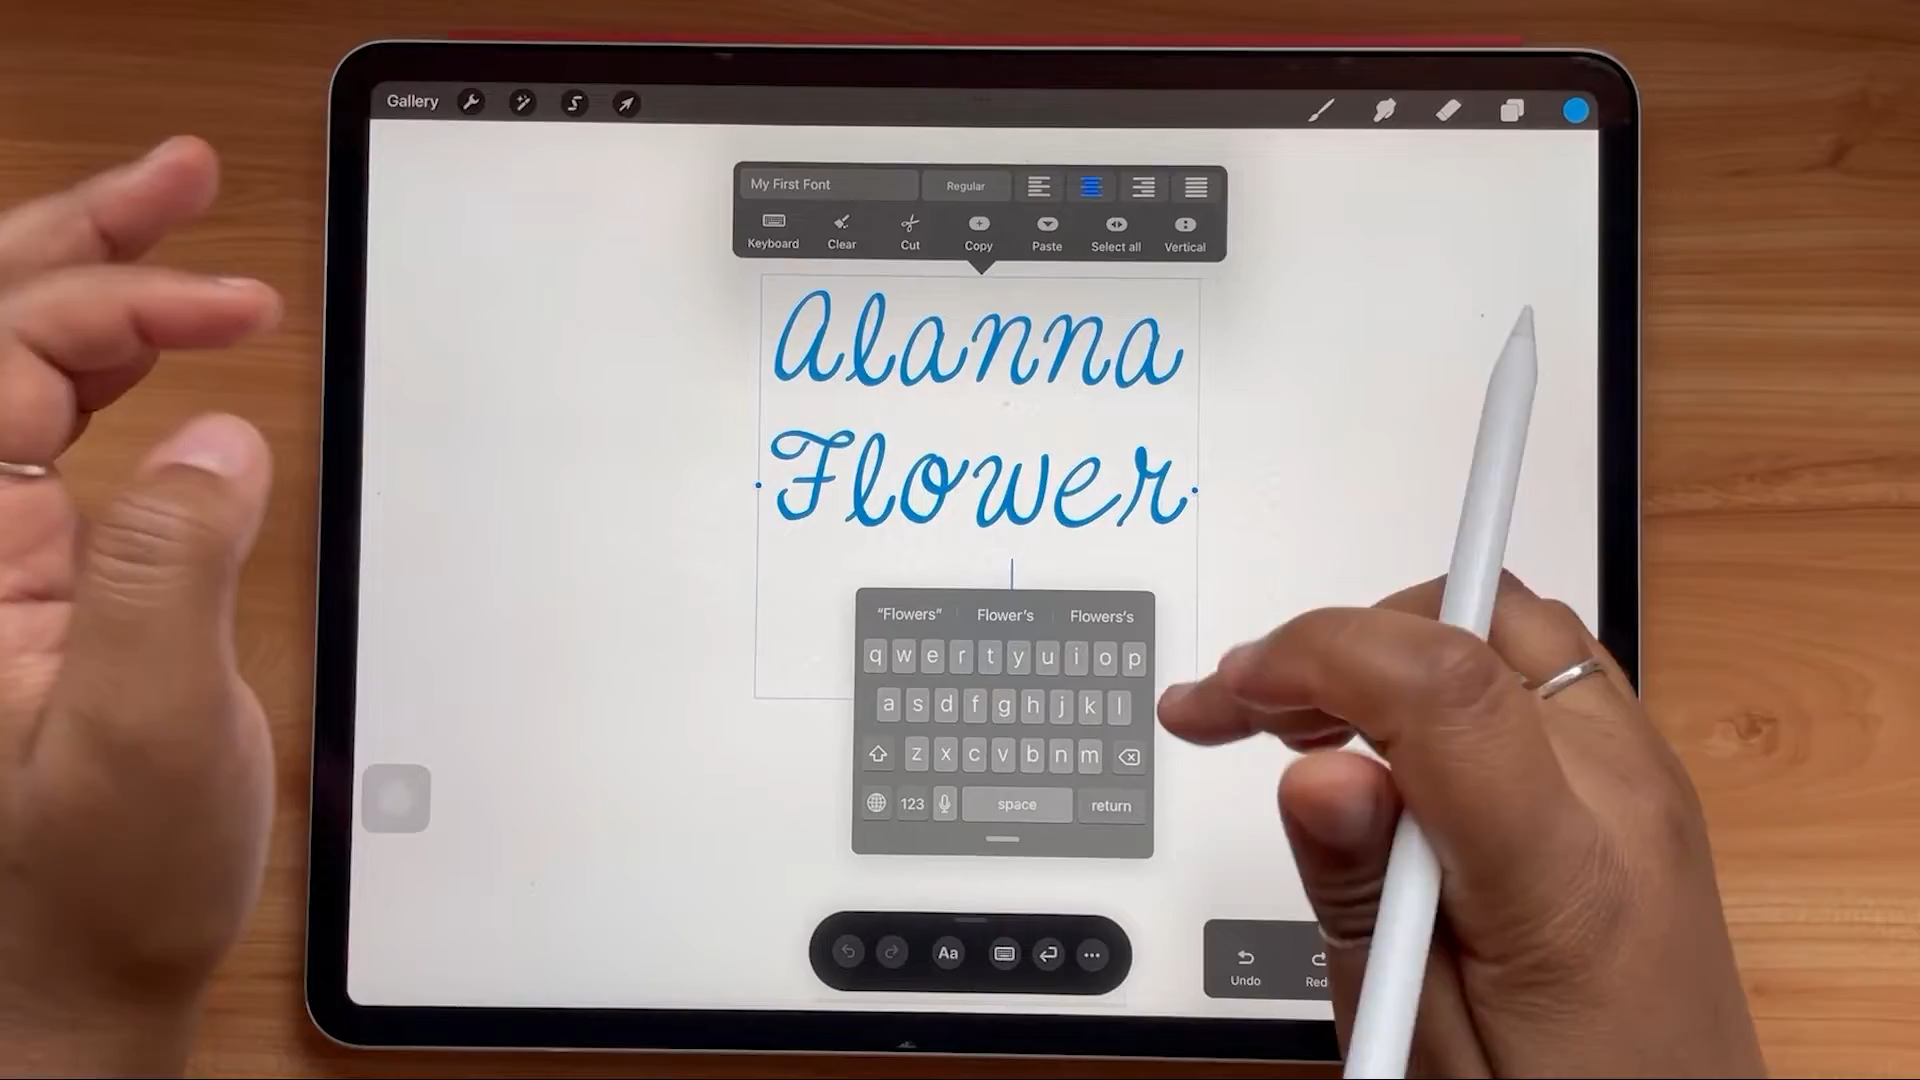 Gallery
My First Font Regular
Keyboard Clear Cut Copy Paste Select all Vertical
Alanna
Flower
“Flowers” Flower’s Flowers’s
q w e r t y u i o p
a s d f g h j k l
z x c v b n m
123 space return
Aa
Undo Red